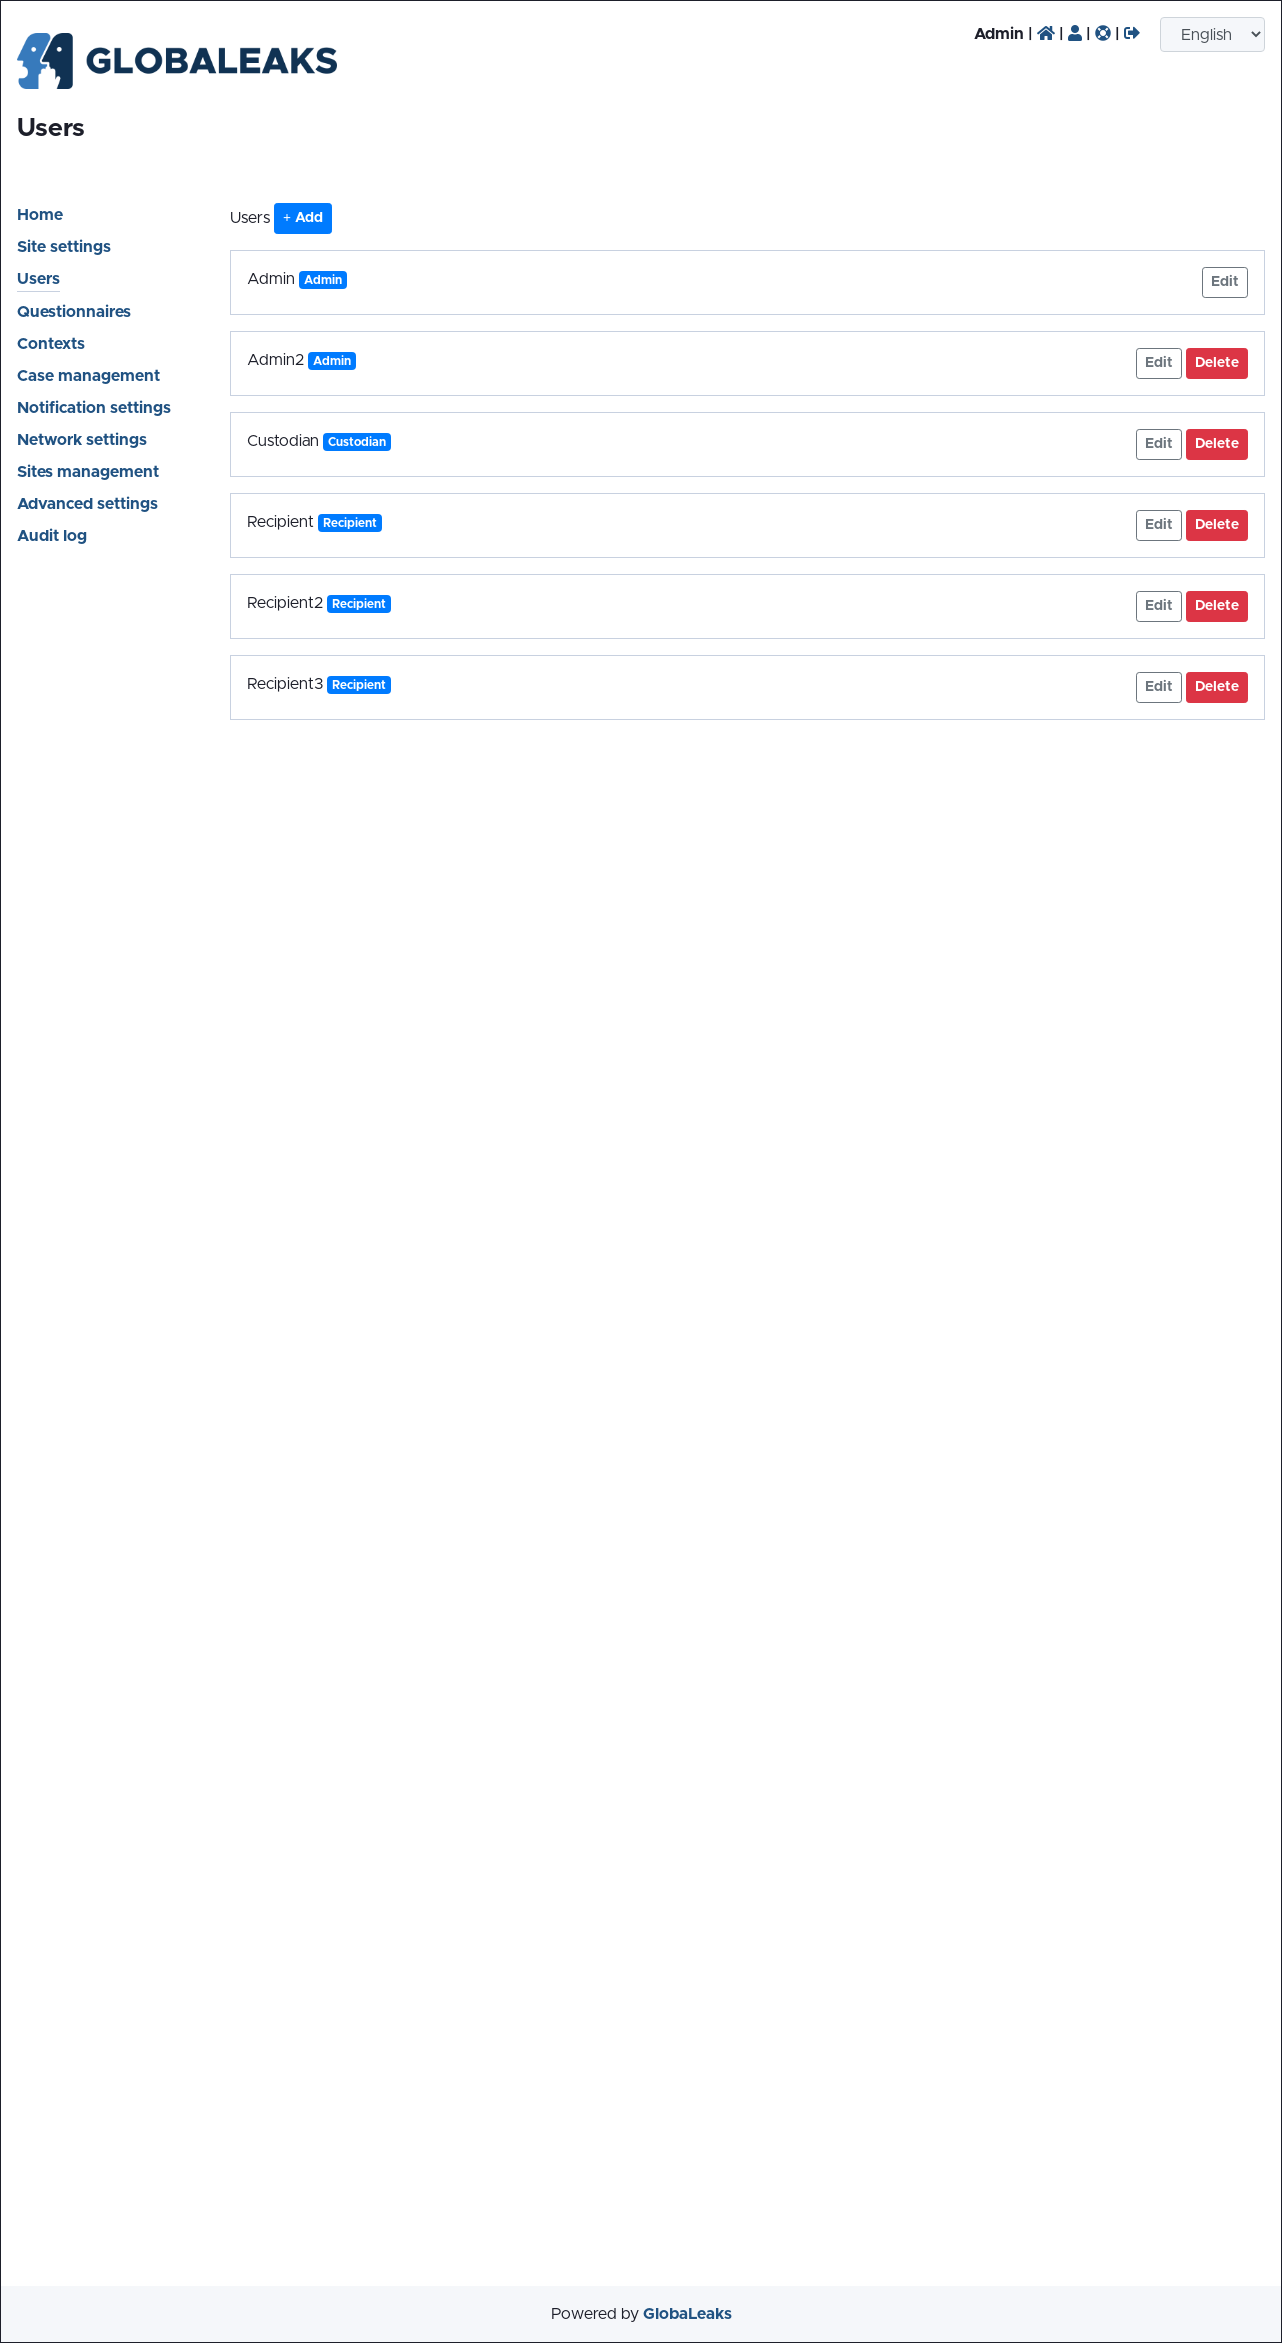 GLOBALEAKS
Admin | | | |
English
Users
Home
Site settings
Users
Questionnaires
Contexts
Case management
Notification settings
Network settings
Sites management
Advanced settings
Audit log
Users + Add
Admin Admin Edit
Admin2 Admin Edit Delete
Custodian Custodian Edit Delete
Recipient Recipient Edit Delete
Recipient2 Recipient Edit Delete
Recipient3 Recipient Edit Delete
Powered by GlobaLeaks